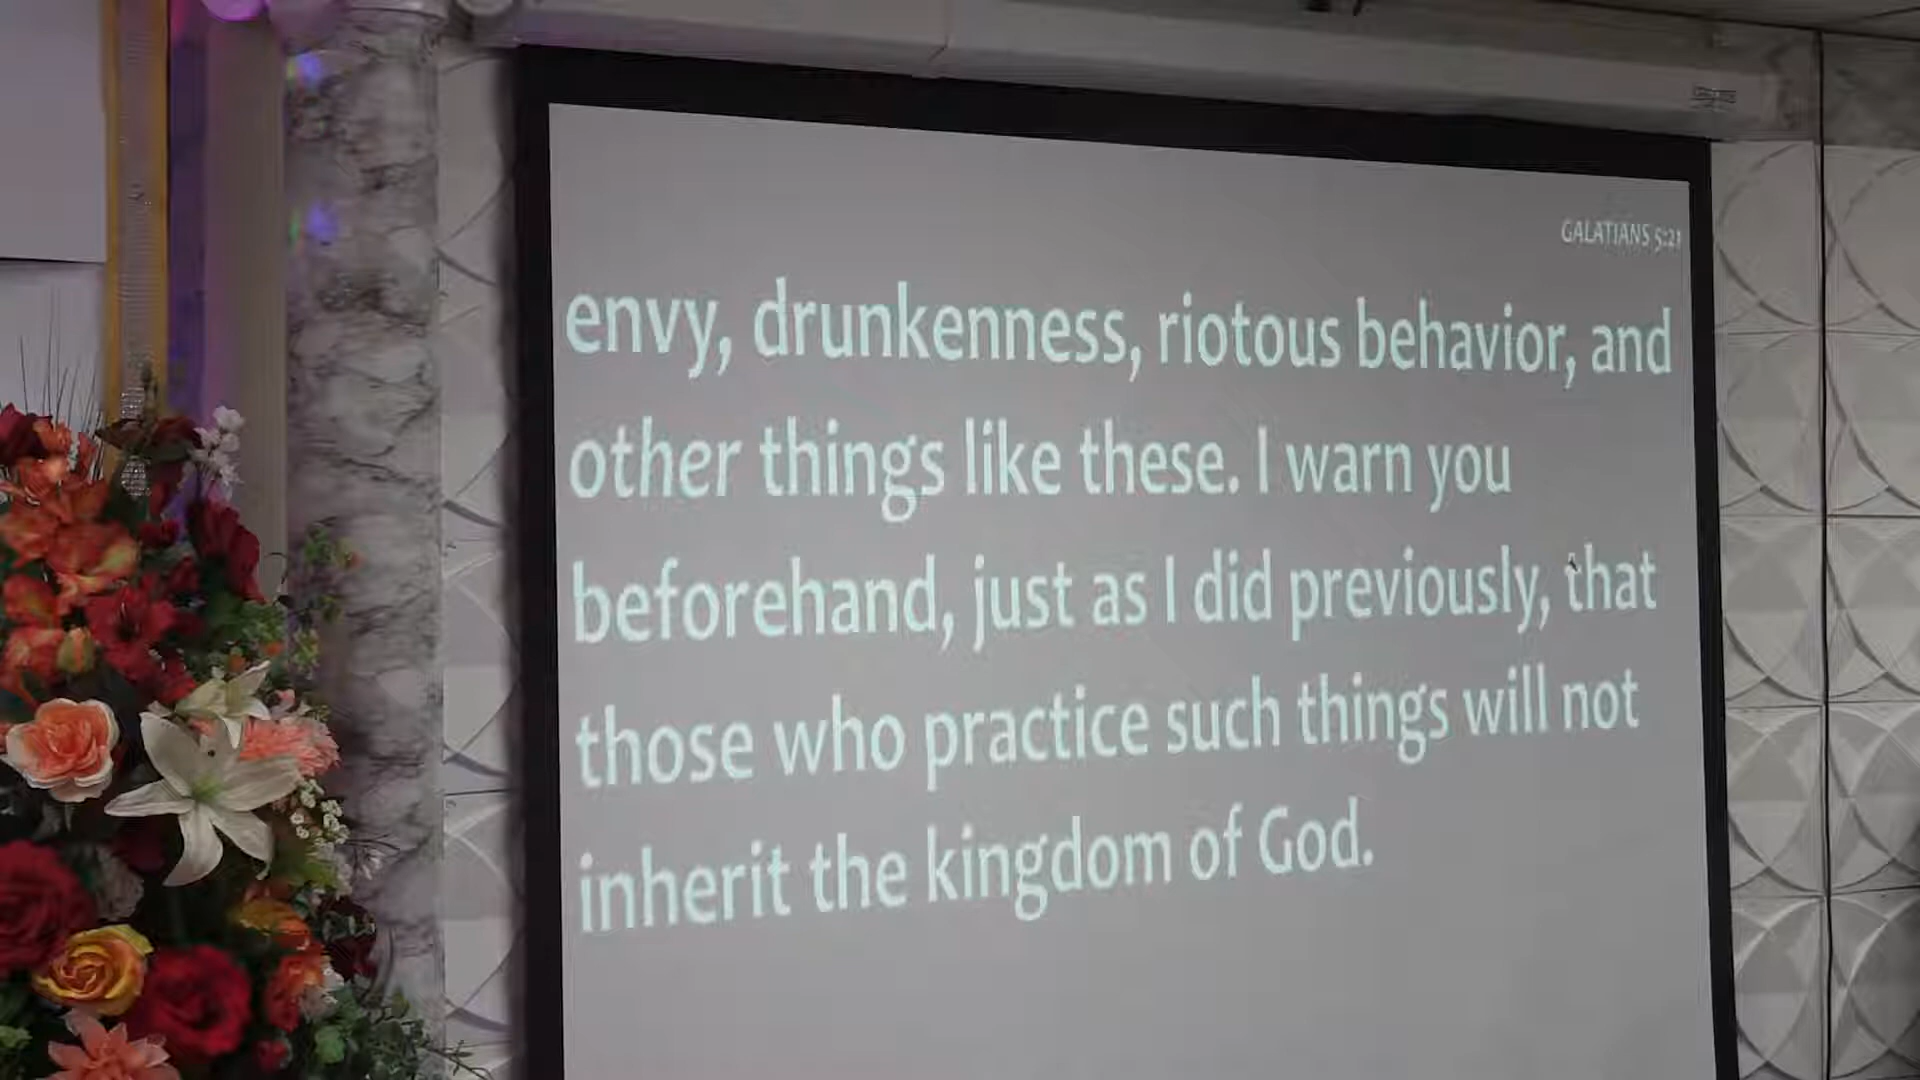 GALATIANS 5:21
envy, drunkenness, riotous behavior, and
other things like these. I warn you
beforehand, just as I did previously, that
those who practice such things will not
inherit the kingdom of God.